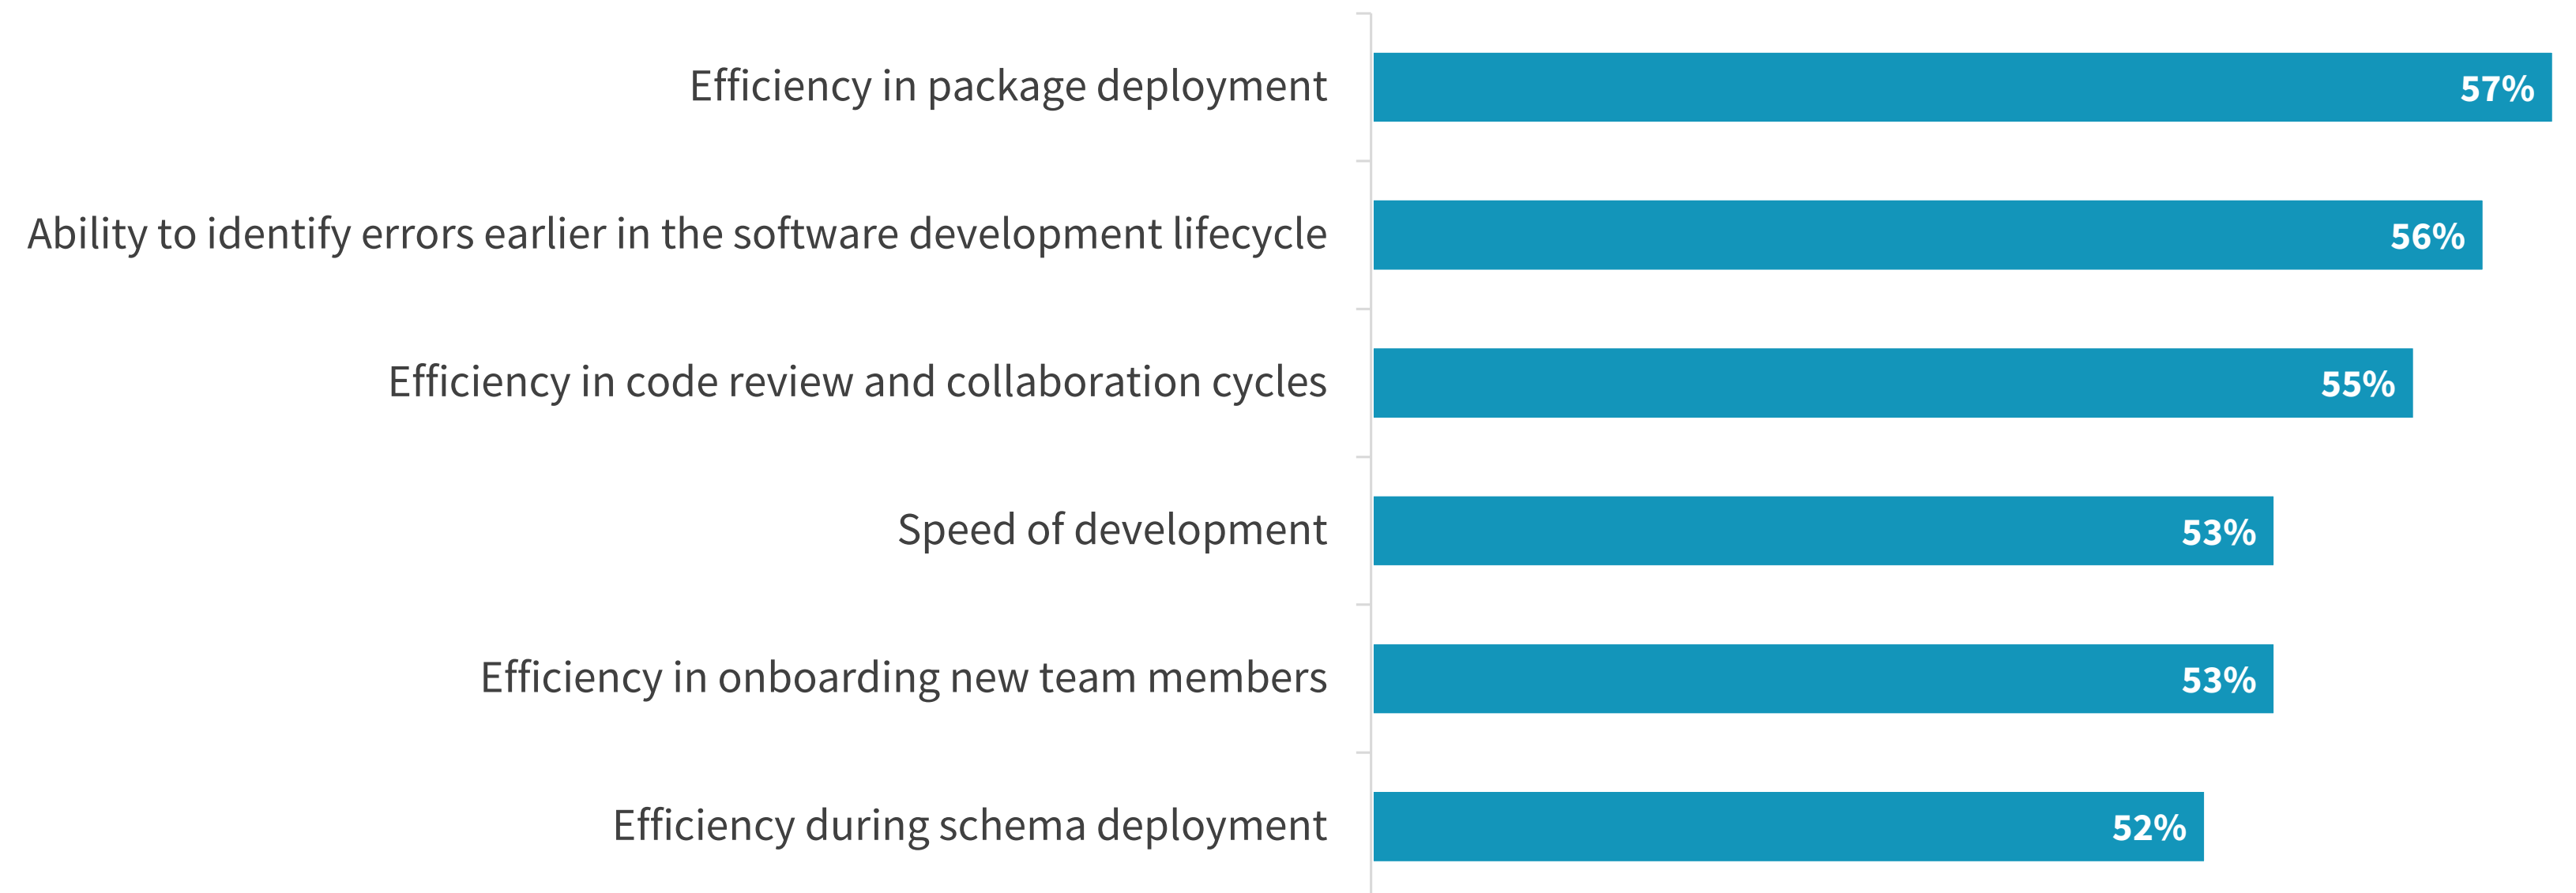 Efficiency in package deployment 57%
Ability to identify errors earlier in the software development lifecycle 56%
Efficiency in code review and collaboration cycles 55%
Speed of development 53%
Efficiency in onboarding new team members 53%
Efficiency during schema deployment 52%